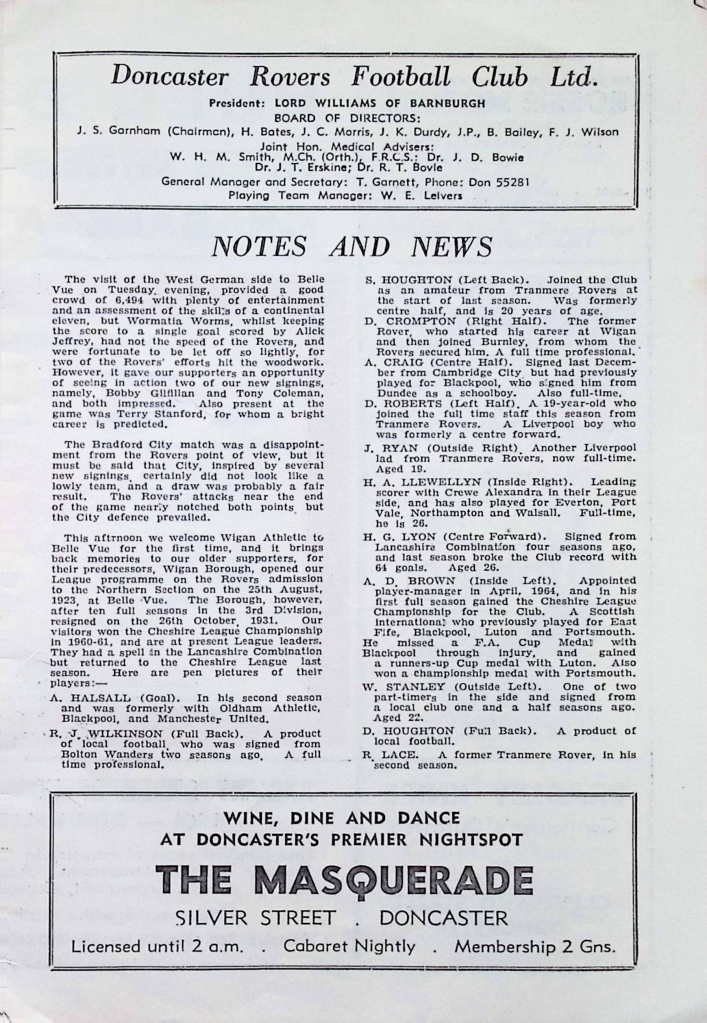 Doncaster Rovers Football Club Ltd.
President: LORD WILLIAMS OF BARNBURGH
BOARD OF DIRECTORS:
J. S. Garnham (Chairman), H. Bates, J. C. Morris, J. K. Durdy, J.P., B. Bailey, F. J. Wilson
Joint Hon. Medical Advisers:
W. H. M. Smith, M.Ch. (Orth.), F.R.C.S.; Dr. J. D. Bowie
Dr. J. T. Erskine; Dr. R. T. Boyle
General Manager and Secretary: T. Garnett, Phone: Don 55281
Playing Team Manager: W. E. Leivers
NOTES AND NEWS
The visit of the West German side to Belle
Vue on Tuesday evening, provided a good
crowd of 6,494 with plenty of entertainment
and an assessment of the skills of a continental
eleven, but Wormatia Worms, whilst keeping
the score to a single goal scored by Alick
Jeffrey, had not the speed of the Rovers, and
were fortunate to be let off so lightly, for
two of the Rovers' efforts hit the woodwork.
However, it gave our supporters an opportunity
of seeing in action two of our new signings,
namely, Bobby Gilfillan and Tony Coleman,
and both impressed. Also present at the
game was Terry Stanford, for whom a bright
career is predicted.
The Bradford City match was a disappoint-
ment from the Rovers point of view, but it
must be said that City, inspired by several
new signings, certainly did not look like a
lowly team, and a draw was probably a fair
result. The Rovers' attacks near the end
of the game nearly notched both points but
the City defence prevailed.
This aftrnoon we welcome Wigan Athletic to
Belle Vue for the first time, and it brings
back memories to our older supporters, for
their predecessors, Wigan Borough, opened our
League programme on the Rovers admission
to the Northern Section on the 25th August,
1923, at Belle Vue. The Borough, however,
after ten full seasons in the 3rd Division,
resigned on the 26th October, 1931. Our
visitors won the Cheshire League Championship
in 1960-61, and are at present League leaders.
They had a spell in the Lancashire Combination
but returned to the Cheshire League last
season. Here are pen pictures of their
players:—
A. HALSALL (Goal). In his second season
and was formerly with Oldham Athletic,
Blackpool, and Manchester United.
R. J. WILKINSON (Full Back). A product
of local football, who was signed from
Bolton Wanders two seasons ago. A full
time professional.
S. HOUGHTON (Left Back). Joined the Club
as an amateur from Tranmere Rovers at
the start of last season. Was formerly
centre half, and is 20 years of age.
D. CROMPTON (Right Half). The former
Rover, who started his career at Wigan
and then joined Burnley, from whom the
Rovers secured him. A full time professional.
A. CRAIG (Centre Half). Signed last Decem-
ber from Cambridge City but had previously
played for Blackpool, who signed him from
Dundee as a schoolboy. Also full-time.
D. ROBERTS (Left Half). A 19-year-old who
joined the full time staff this season from
Tranmere Rovers. A Liverpool boy who
was formerly a centre forward.
J. RYAN (Outside Right). Another Liverpool
lad from Tranmere Rovers, now full-time.
Aged 19.
H. A. LLEWELLYN (Inside Right). Leading
scorer with Crewe Alexandra in their League
side, and has also played for Everton, Port
Vale, Northampton and Walsall. Full-time,
he is 26.
H. G. LYON (Centre Forward). Signed from
Lancashire Combination four seasons ago,
and last season broke the Club record with
64 goals. Aged 26.
A. D. BROWN (Inside Left). Appointed
player-manager in April, 1964, and in his
first full season gained the Cheshire League
Championship for the Club. A Scottish
International who previously played for East
Fife, Blackpool, Luton and Portsmouth.
He missed a F.A. Cup Medal with
Blackpool through injury, and gained
a runners-up Cup medal with Luton. Also
won a championship medal with Portsmouth.
W. STANLEY (Outside Left). One of two
part-timers in the side and signed from
a local club one and a half seasons ago.
Aged 22.
D. HOUGHTON (Full Back). A product of
local football.
R. LACE. A former Tranmere Rover, in his
second season.
WINE, DINE AND DANCE
AT DONCASTER'S PREMIER NIGHTSPOT
THE MASQUERADE
SILVER STREET . DONCASTER
Licensed until 2 a.m. . Cabaret Nightly . Membership 2 Gns.